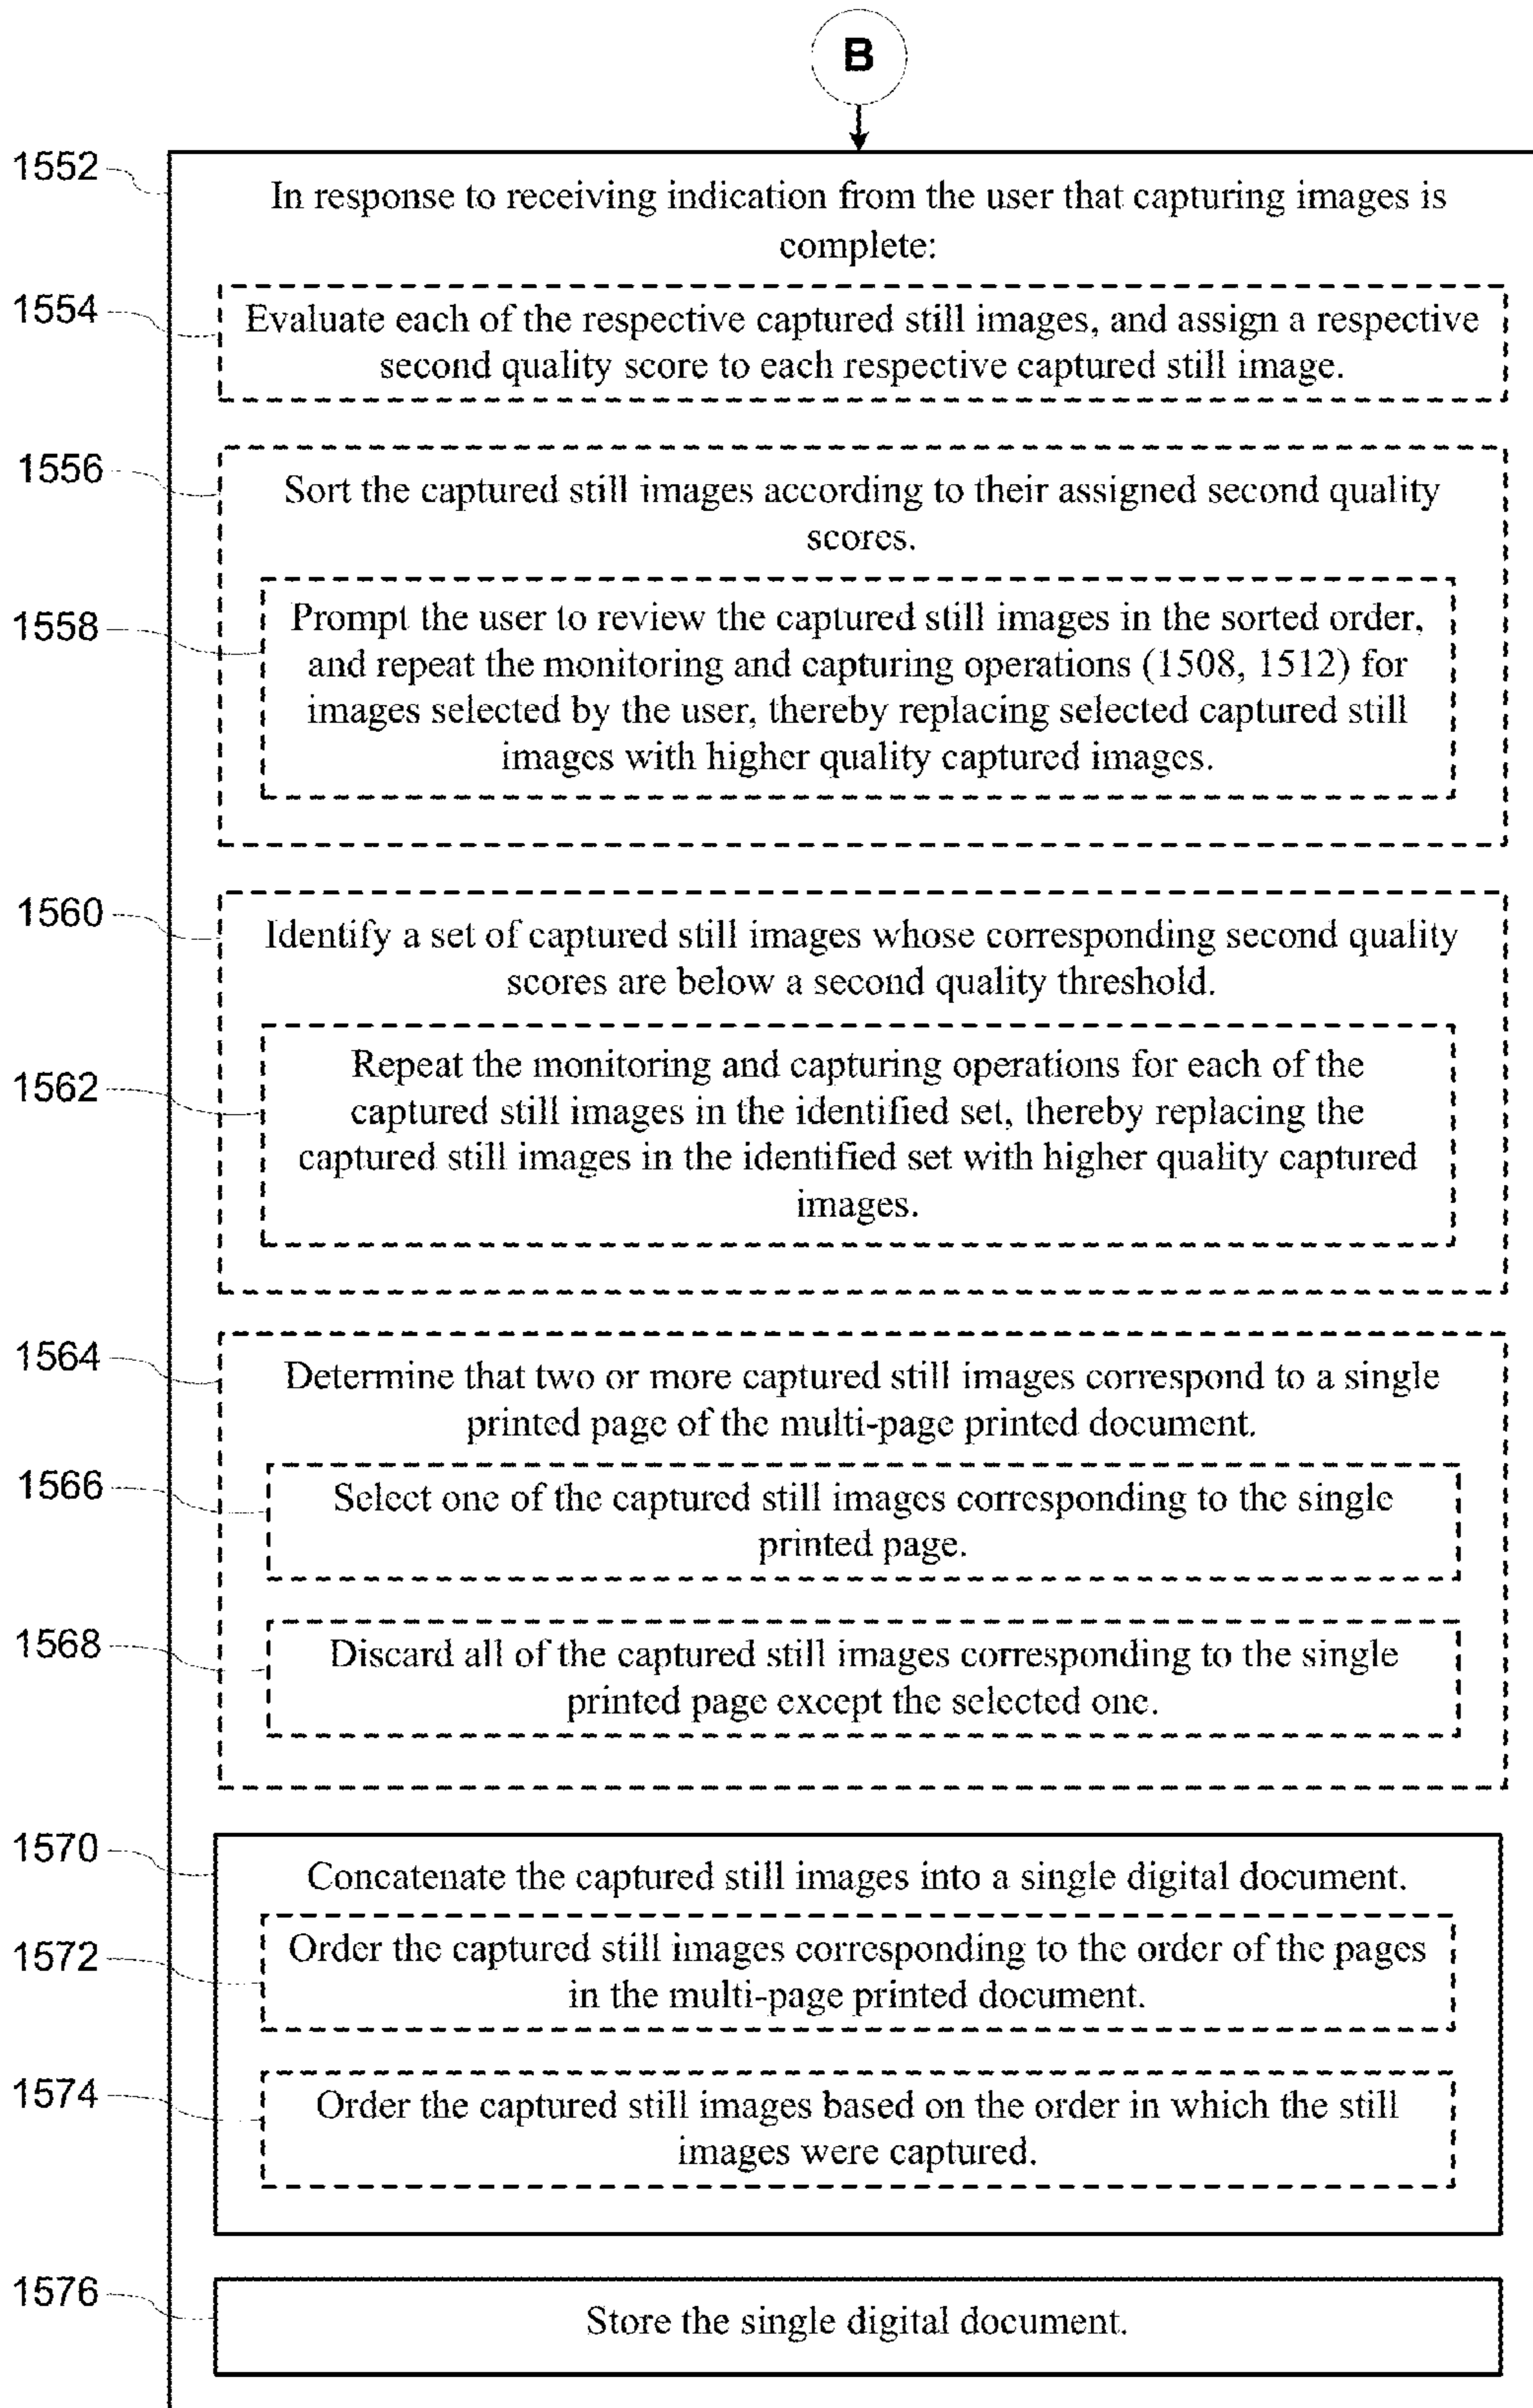 B
1552
In response to receiving indication from the user that capturing images is
complete:
1554
Evaluate each of the respective captured still images, and assign a respective
second quality score to each respective captured still image.
1556
Sort the captured still images according to their assigned second quality
scores.
1558
Prompt the user to review the captured still images in the sorted order,
and repeat the monitoring and capturing operations (1508, 1512) for
images selected by the user, thereby replacing selected captured still
images with higher quality captured images.
1560
Identify a set of captured still images whose corresponding second quality
scores are below a second quality threshold.
1562
Repeat the monitoring and capturing operations for each of the
captured still images in the identified set, thereby replacing the
captured still images in the identified set with higher quality captured
images.
1564
Determine that two or more captured still images correspond to a single
printed page of the multi-page printed document.
1566
Select one of the captured still images corresponding to the single
printed page.
1568
Discard all of the captured still images corresponding to the single
printed page except the selected one.
1570
Concatenate the captured still images into a single digital document.
1572
Order the captured still images corresponding to the order of the pages
in the multi-page printed document.
1574
Order the captured still images based on the order in which the still
images were captured.
1576
Store the single digital document.